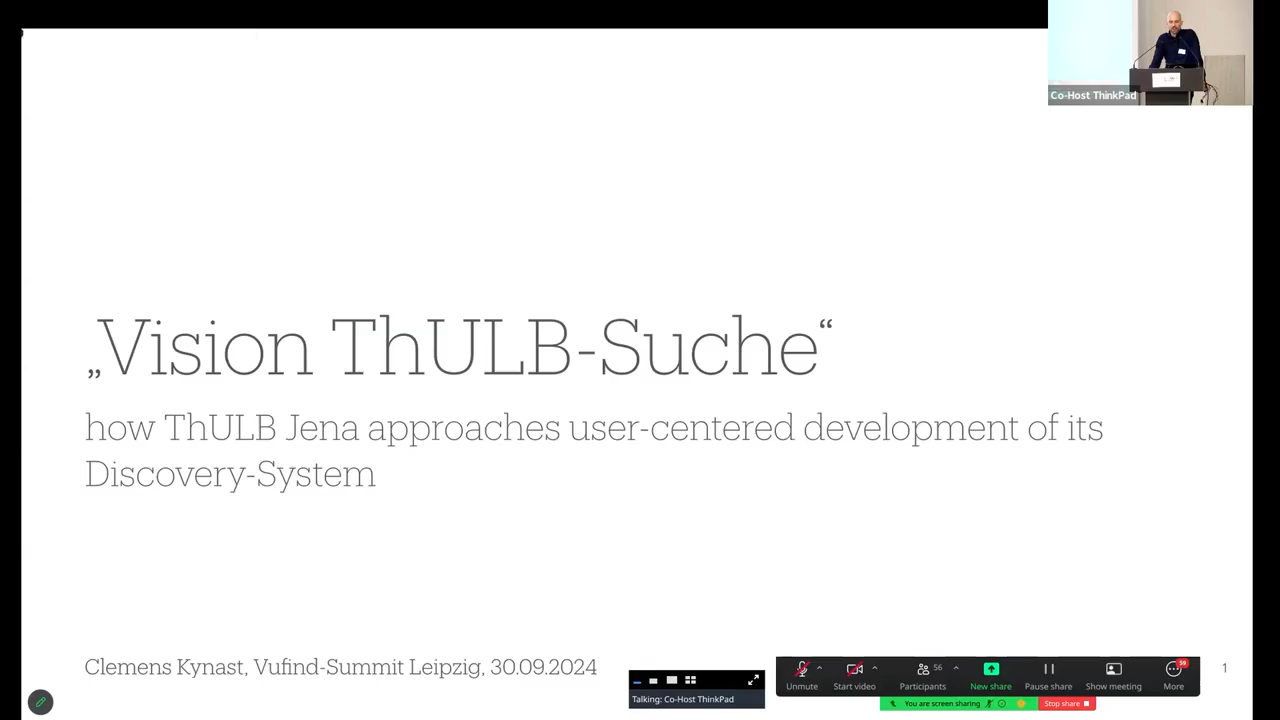 Co-Host ThinkPad
„Vision ThULB-Suche“
how ThULB Jena approaches user-centered development of its
Discovery-System
Clemens Kynast, Vufind-Summit Leipzig, 30.09.2024
1
Talking: Co-Host ThinkPad
56
59
Unmute
Start video
Participants
New share
Pause share
Show meeting
More
You are screen sharing
Stop share